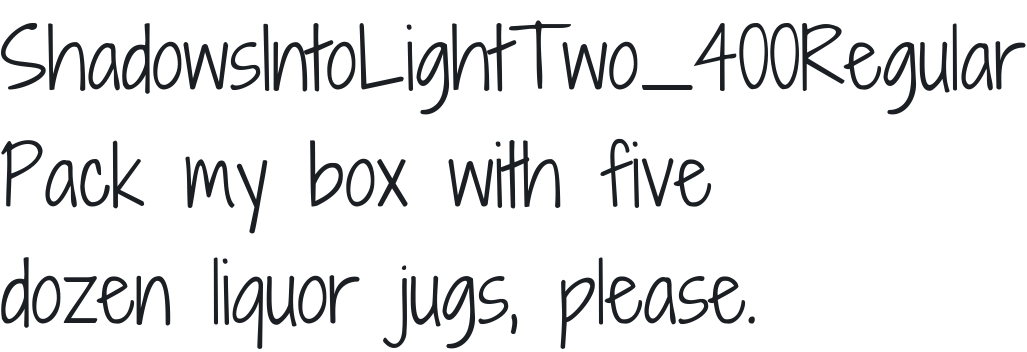 ShadowsIntoLightTwo_400Regular
Pack my box with five
dozen liquor jugs, please.